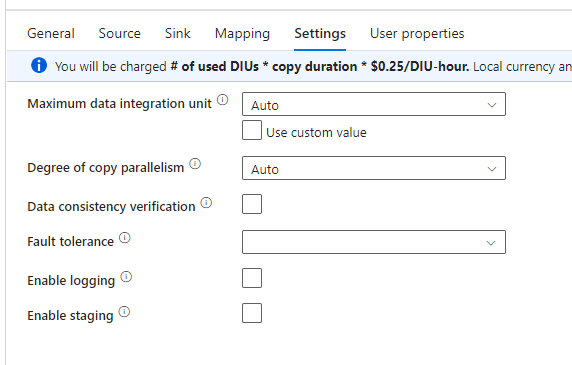 General Source Sink Mapping Settings User properties
You will be charged # of used DIUs * copy duration * $0.25/DIU-hour. Local currency an
Maximum data integration unit Auto
Use custom value
Degree of copy parallelism Auto
Data consistency verification
Fault tolerance
Enable logging
Enable staging